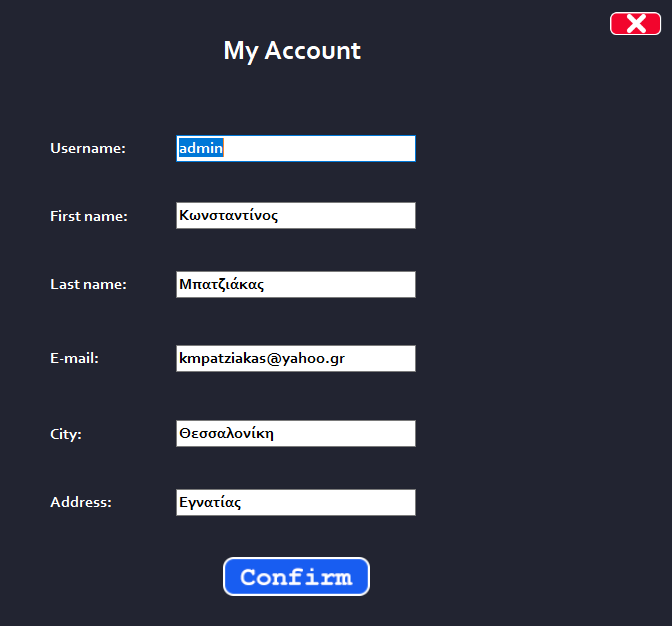 My Account
Username: admin
First name: Κωνσταντίνος
Last name: Μπατζιάκας
E-mail: kmpatziakas@yahoo.gr
City: Θεσσαλονίκη
Address: Εγνατίας
Confirm